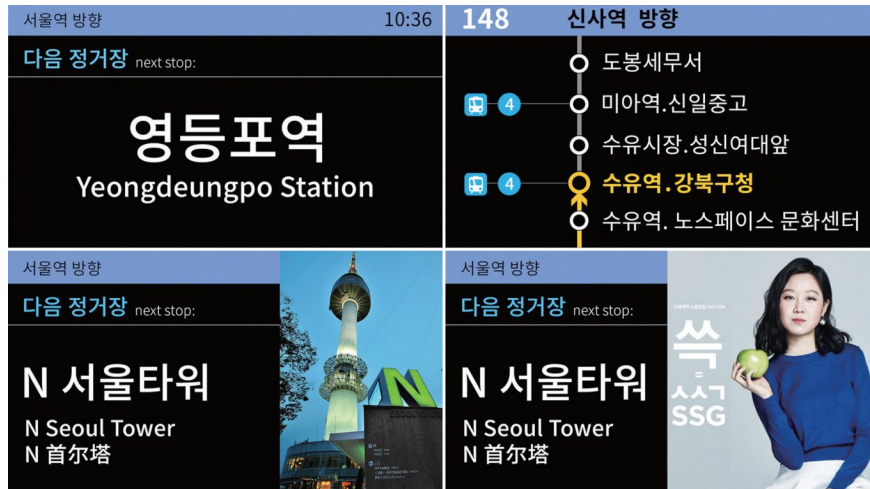 서울역 방향
10:36
다음 정거장 next stop:
영등포역
Yeongdeungpo Station
148 신사역 방향
도봉세무서
4 미아역.신일중고
수유시장.성신여대앞
4 수유역.강북구청
수유역. 노스페이스 문화센터
서울역 방향
다음 정거장 next stop:
N 서울타워
N Seoul Tower
N 首尔塔
N
서울역 방향
다음 정거장 next stop:
N 서울타워
N Seoul Tower
N 首尔塔
쓱
=
ㅅㅅㄱ
SSG